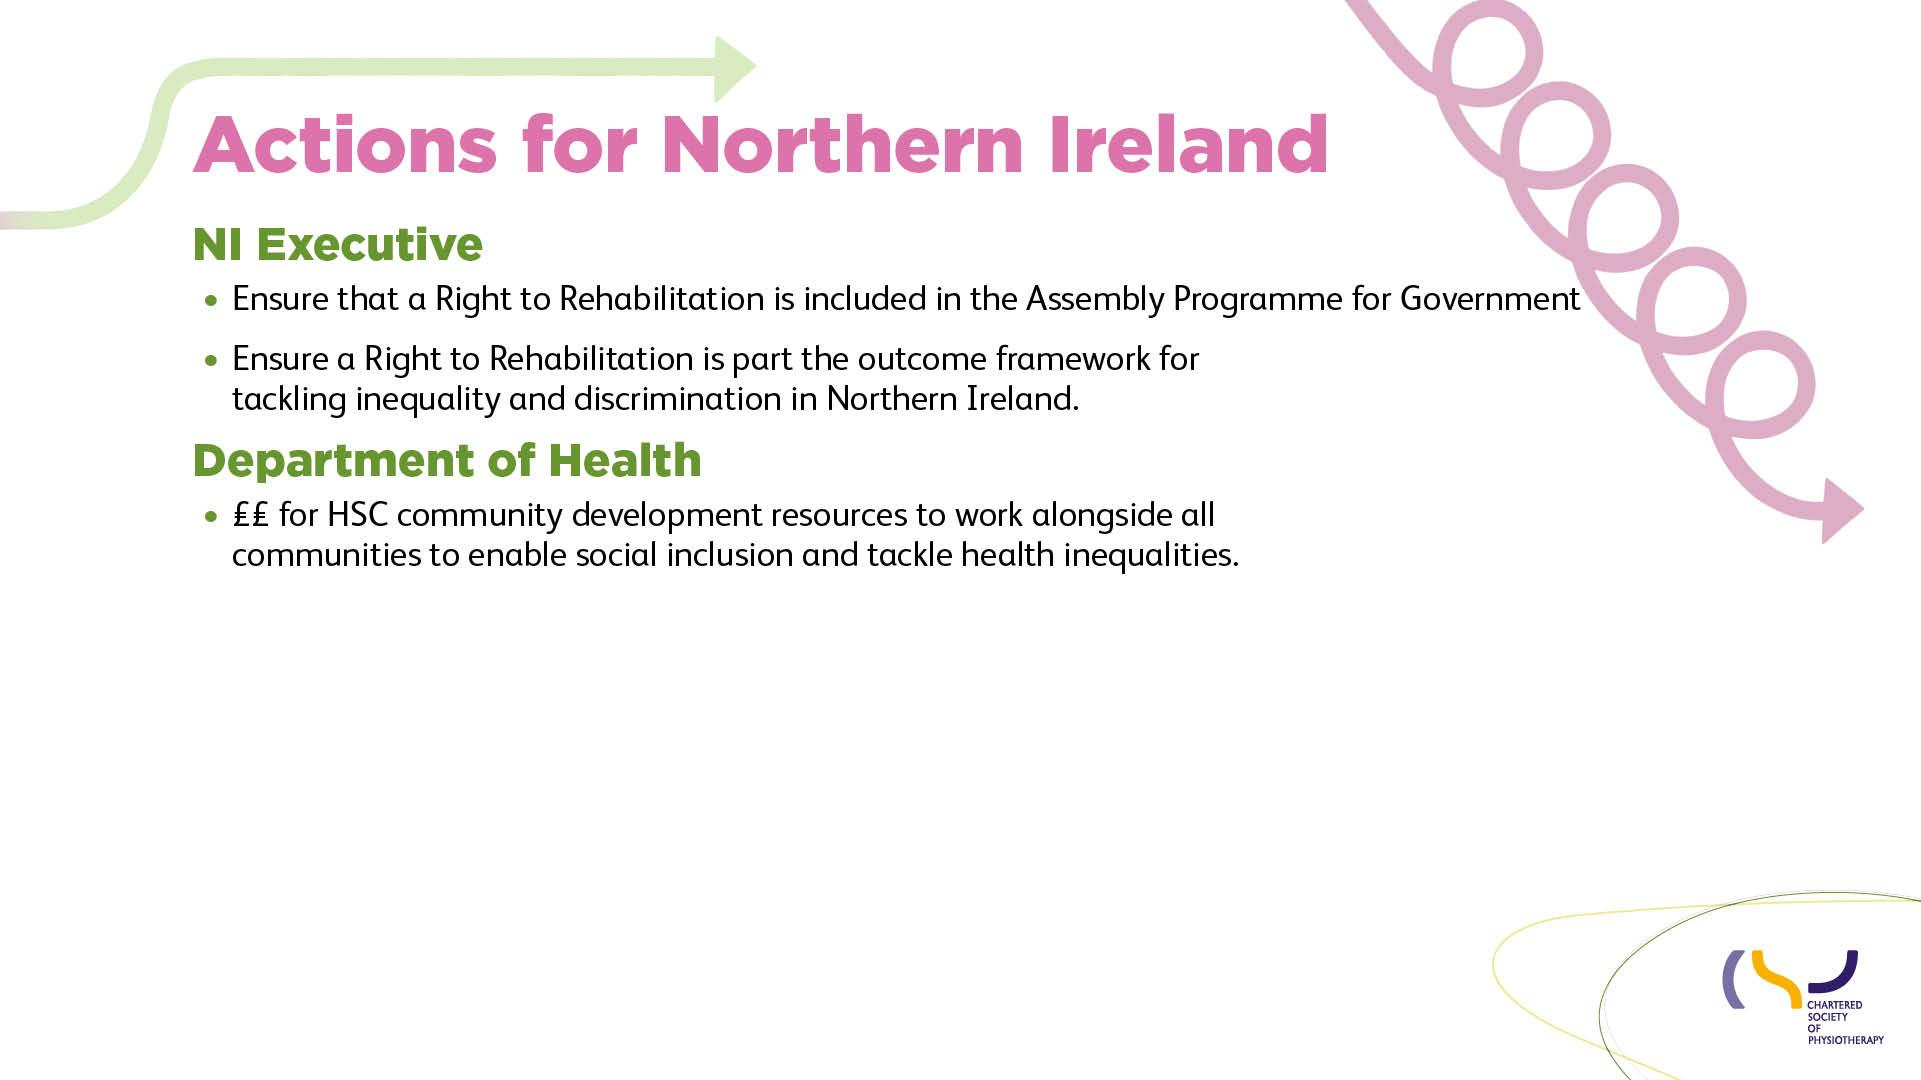 Actions for Northern Ireland
NI Executive
• Ensure that a Right to Rehabilitation is included in the Assembly Programme for Government
• Ensure a Right to Rehabilitation is part the outcome framework for
tackling inequality and discrimination in Northern Ireland.
Department of Health
• ££ for HSC community development resources to work alongside all
communities to enable social inclusion and tackle health inequalities.
CHARTERED
SOCIETY
OF
PHYSIOTHERAPY